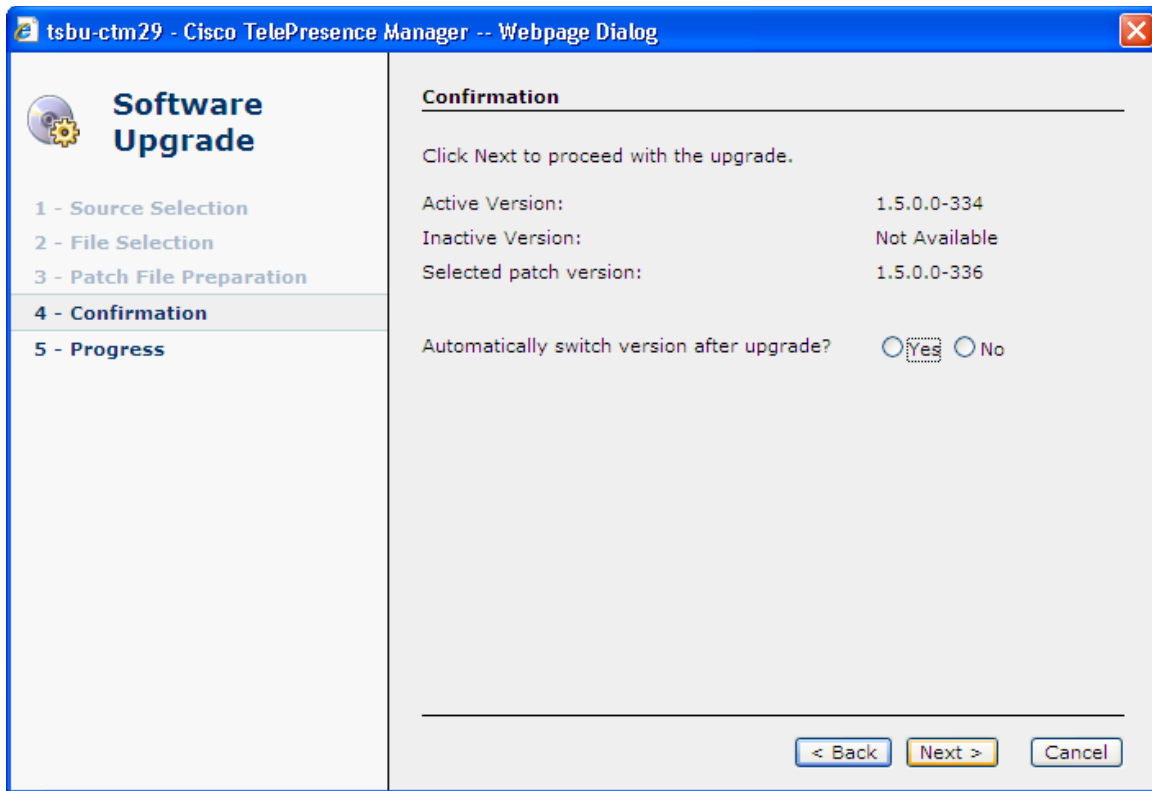 tsbu-ctm29 - Cisco TelePresence Manager -- Webpage Dialog
Software
Upgrade
1 - Source Selection
2 - File Selection
3 - Patch File Preparation
4 - Confirmation
5 - Progress
Confirmation
Click Next to proceed with the upgrade.
Active Version: 1.5.0.0-334
Inactive Version: Not Available
Selected patch version: 1.5.0.0-336
Automatically switch version after upgrade? Yes No
< Back Next > Cancel